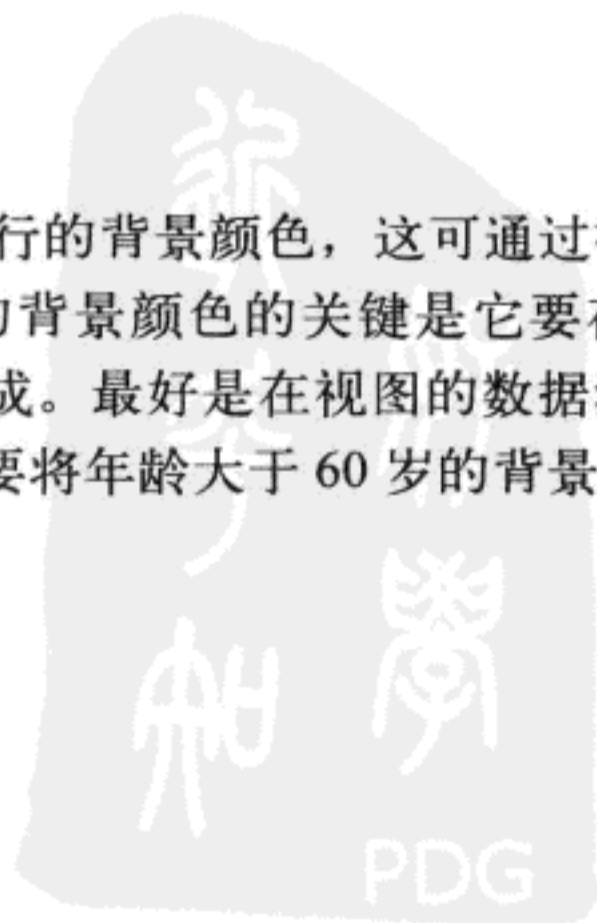 行的背景颜色，这可通过
背景颜色的关键是它要
成。最好是在视图的数据
要将年龄大于 60 岁的背景
知
學
PDG